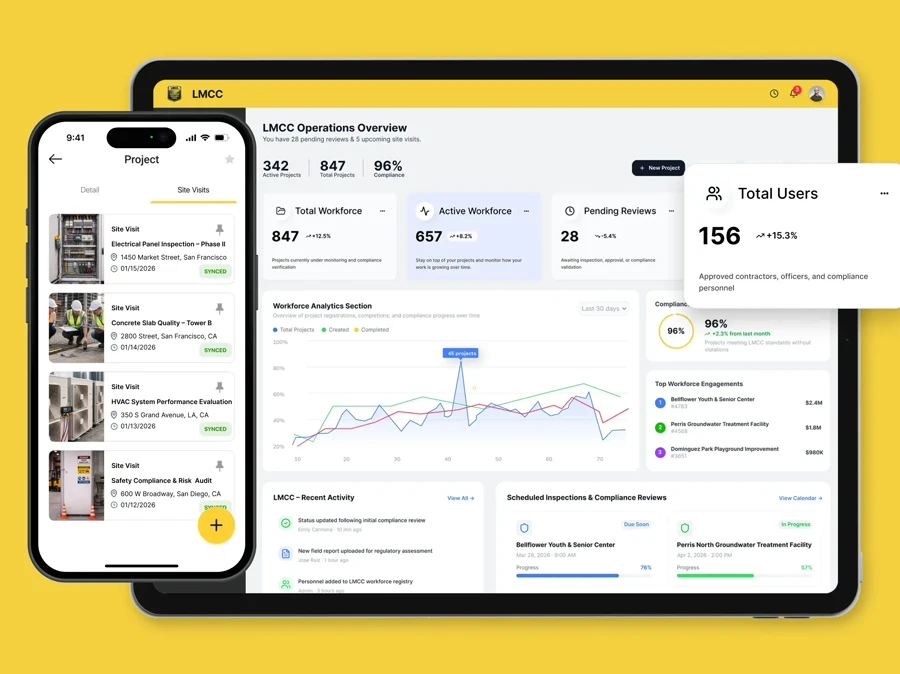 9:41
Project
Detail
Site Visits
Site Visit
Electrical Panel Inspection – Phase II
1450 Market Street, San Francisco
01/15/2026
SYNCED
Site Visit
Concrete Slab Quality – Tower B
2800 Street, San Francisco, CA
01/14/2026
SYNCED
Site Visit
HVAC System Performance Evaluation
350 S Grand Avenue, LA, CA
01/13/2026
SYNCED
Site Visit
Safety Compliance & Risk Audit
600 W Broadway, San Diego, CA
01/12/2026
SYNCED
+
LMCC
LMCC Operations Overview
You have 28 pending reviews & 5 upcoming site visits.
342
Active Projects
847
Total Projects
96%
Compliance
+ New Project
Total Workforce
847
+12.5%
Projects currently under monitoring and compliance
verification
Active Workforce
657
+8.2%
Stay on top of your projects and monitor how your
work is growing over time.
Pending Reviews
28
-5.4%
Awaiting inspection, approval, or compliance
validation
Total Users
156
+15.3%
Approved contractors, officers, and compliance
personnel
Workforce Analytics Section
Overview of project registrations, completions, and compliance progress over time
Last 30 days
Total Projects
Created
Completed
100%
80%
60%
40%
20%
45 projects
10
20
30
45
50
60
70
96%
96%
+2.3% from last month
Projects meeting LMCC standards without
violations
Top Workforce Engagements
1
Bellflower Youth & Senior Center
#4763
$2.4M
2
Perris Groundwater Treatment Facility
#4568
$1.8M
3
Dominguez Park Playground Improvement
#3651
$980K
LMCC – Recent Activity
View All →
Status updated following initial compliance review
Emily Carmona · 10 min ago
New field report uploaded for regulatory assessment
Jose Ruiz · 1 hour ago
Personnel added to LMCC workforce registry
Scheduled Inspections & Compliance Reviews
View Calendar →
Due Soon
Bellflower Youth & Senior Center
Mar 28, 2026 · 9:00 AM
Progress
76%
In Progress
Perris North Groundwater Treatment Facility
Apr 2, 2026 · 2:00 PM
Progress
57%